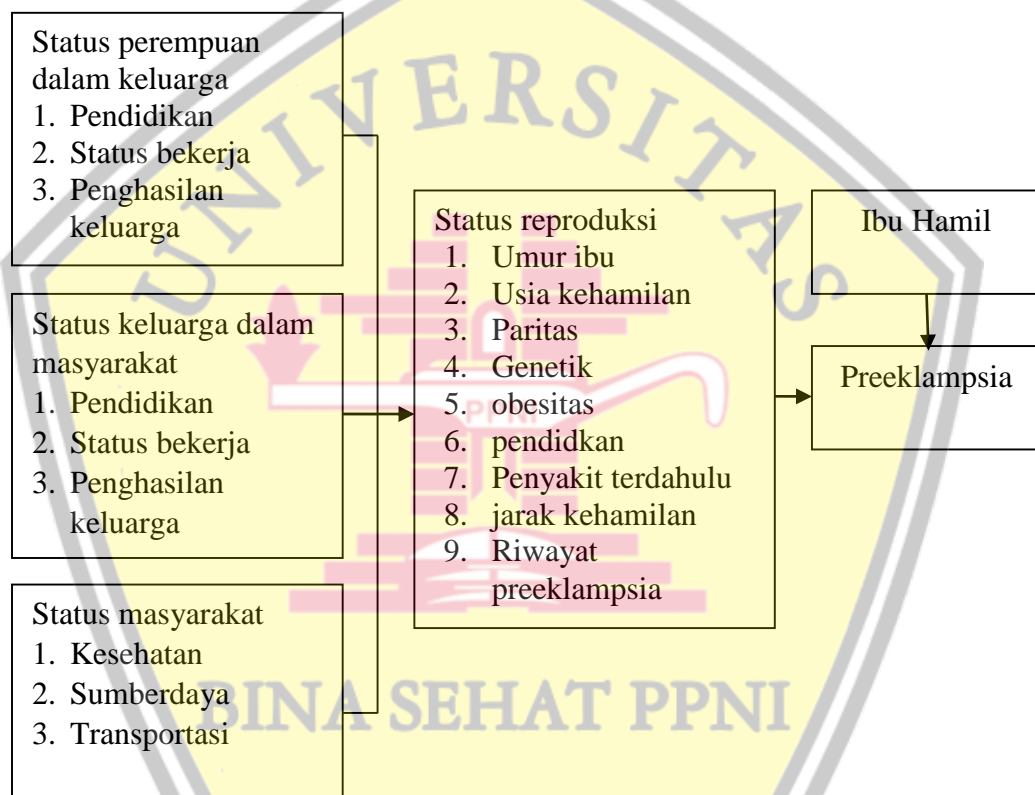 Status perempuan
dalam keluarga
1. Pendidikan
2. Status bekerja
3. Penghasilan
keluarga
Status keluarga dalam
masyarakat
1. Pendidikan
2. Status bekerja
3. Penghasilan
keluarga
Status masyarakat
1. Kesehatan
2. Sumberdaya
3. Transportasi
Status reproduksi
1. Umur ibu
2. Usia kehamilan
3. Paritas
4. Genetik
5. obesitas
6. pendidkan
7. Penyakit terdahulu
8. jarak kehamilan
9. Riwayat
preeklampsia
Ibu Hamil
Preeklampsia
UNIVERSITAS
PPNI
BINA SEHAT PPNI